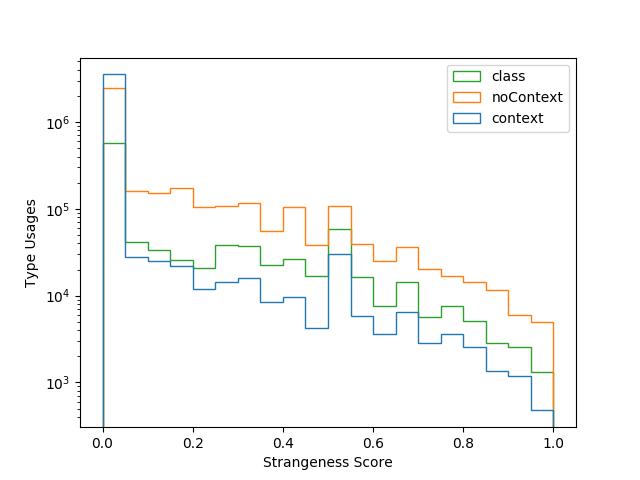 class
noContext
context
Type Usages
10^6
10^5
10^4
10^3
0.0 0.2 0.4 0.6 0.8 1.0
Strangeness Score